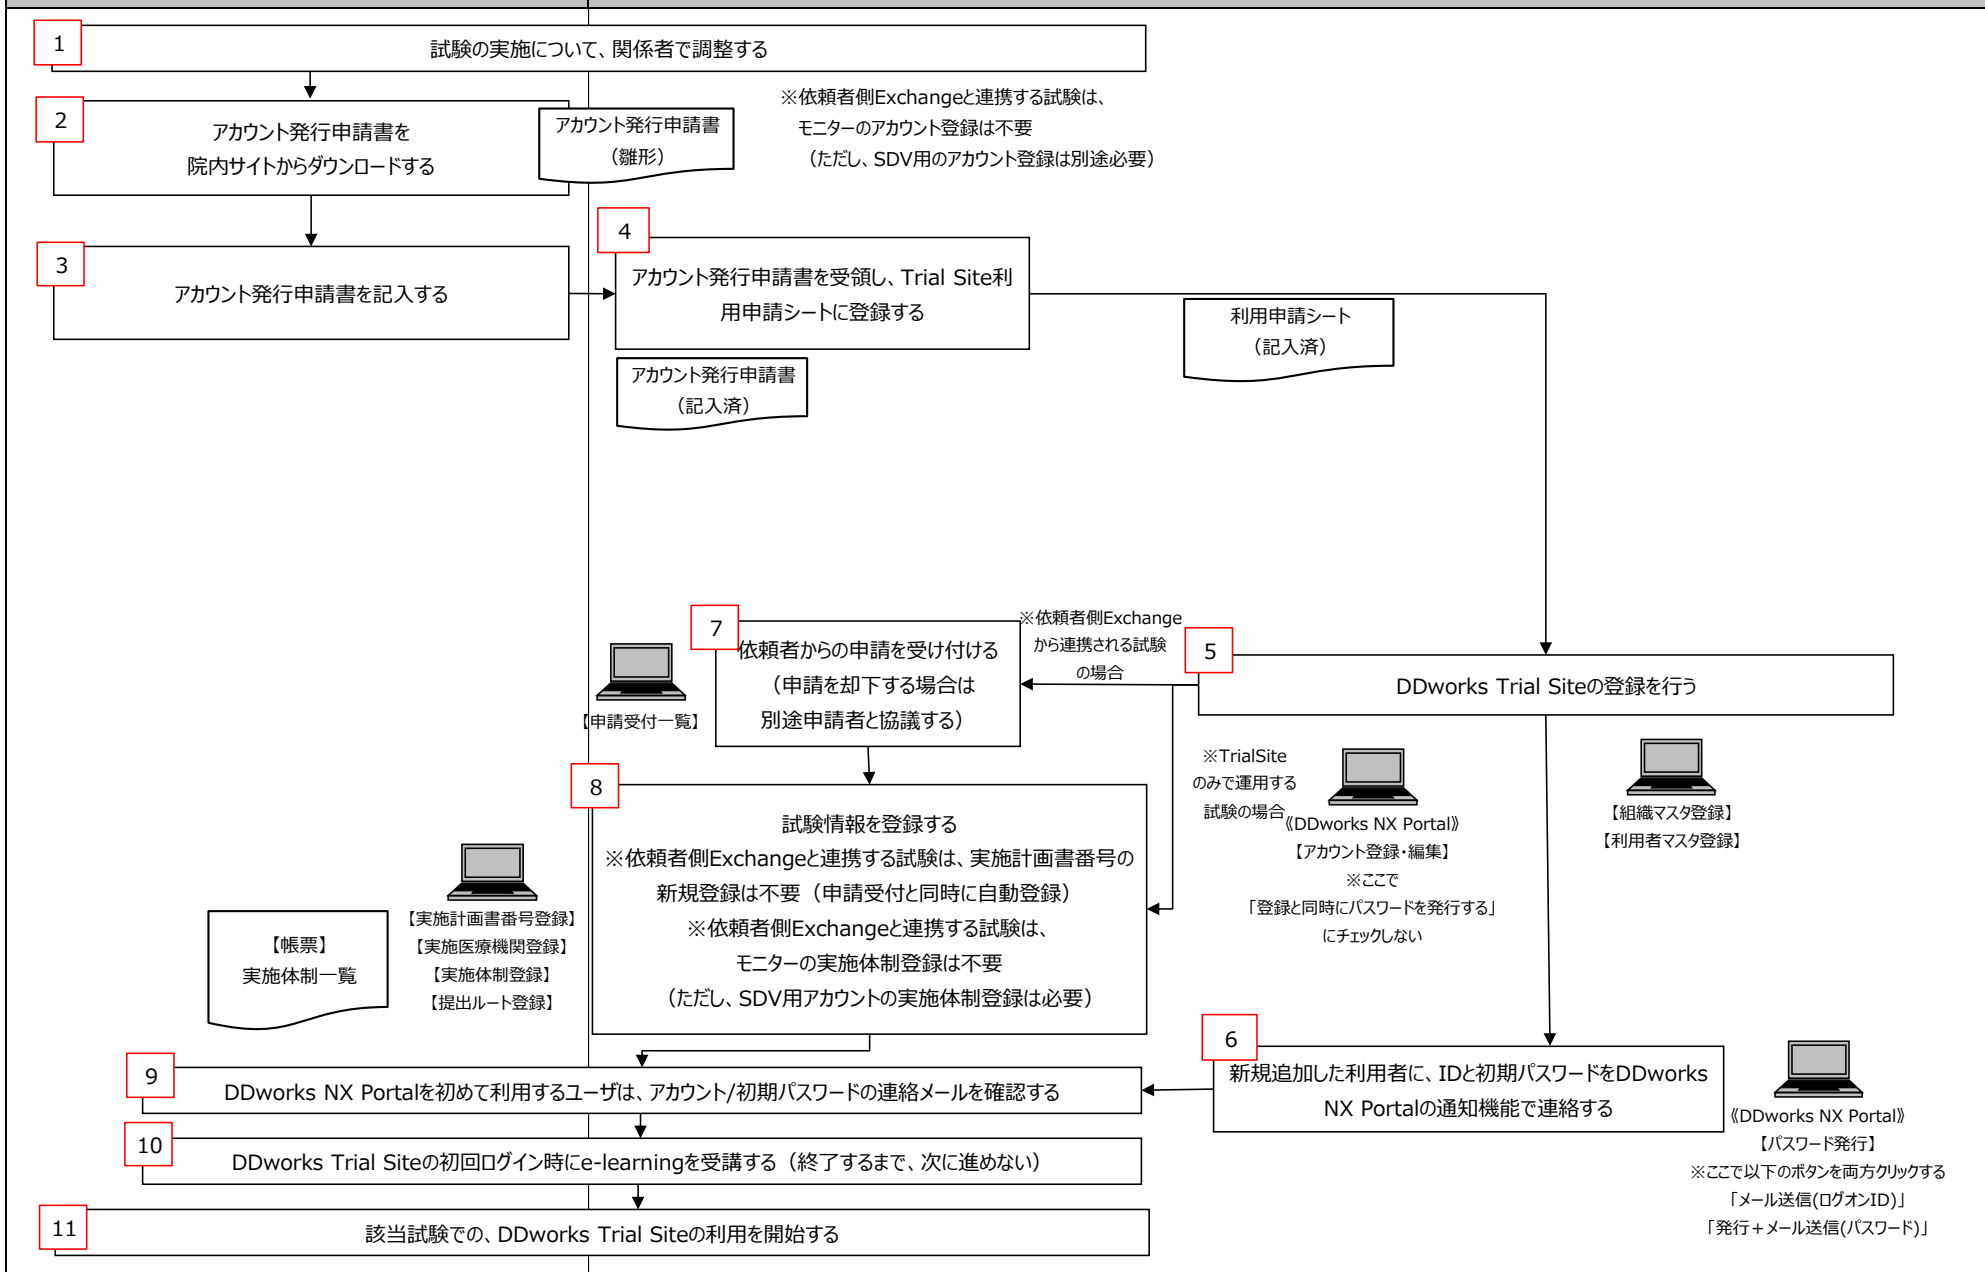 1
試験の実施について、関係者で調整する
2
アカウント発行申請書を
院内サイトからダウンロードする
アカウント発行申請書
（雛形）
※依頼者側Exchangeと連携する試験は、
モニターのアカウント登録は不要
（ただし、SDV用のアカウント登録は別途必要）
3
アカウント発行申請書を記入する
4
アカウント発行申請書を受領し、Trial Site利
用申請シートに登録する
アカウント発行申請書
（記入済）
利用申請シート
（記入済）
5
DDworks Trial Siteの登録を行う
※依頼者側Exchange
から連携される試験
の場合
7
依頼者からの申請を受け付ける
（申請を却下する場合は
別途申請者と協議する）
【申請受付一覧】
※TrialSite
のみで運用する
試験の場合
《DDworks NX Portal》
【アカウント登録・編集】
※ここで
「登録と同時にパスワードを発行する」
にチェックしない
【組織マスタ登録】
【利用者マスタ登録】
8
試験情報を登録する
※依頼者側Exchangeと連携する試験は、実施計画書番号の
新規登録は不要（申請受付と同時に自動登録）
※依頼者側Exchangeと連携する試験は、
モニターの実施体制登録は不要
（ただし、SDV用アカウントの実施体制登録は必要）
【実施計画書番号登録】
【実施医療機関登録】
【実施体制登録】
【提出ルート登録】
【帳票】
実施体制一覧
6
新規追加した利用者に、IDと初期パスワードをDDworks
NX Portalの通知機能で連絡する
《DDworks NX Portal》
【パスワード発行】
※ここで以下のボタンを両方クリックする
「メール送信(ログオンID)」
「発行＋メール送信(パスワード)」
9
DDworks NX Portalを初めて利用するユーザは、アカウント/初期パスワードの連絡メールを確認する
10
DDworks Trial Siteの初回ログイン時にe-learningを受講する（終了するまで、次に進めない）
11
該当試験での、DDworks Trial Siteの利用を開始する